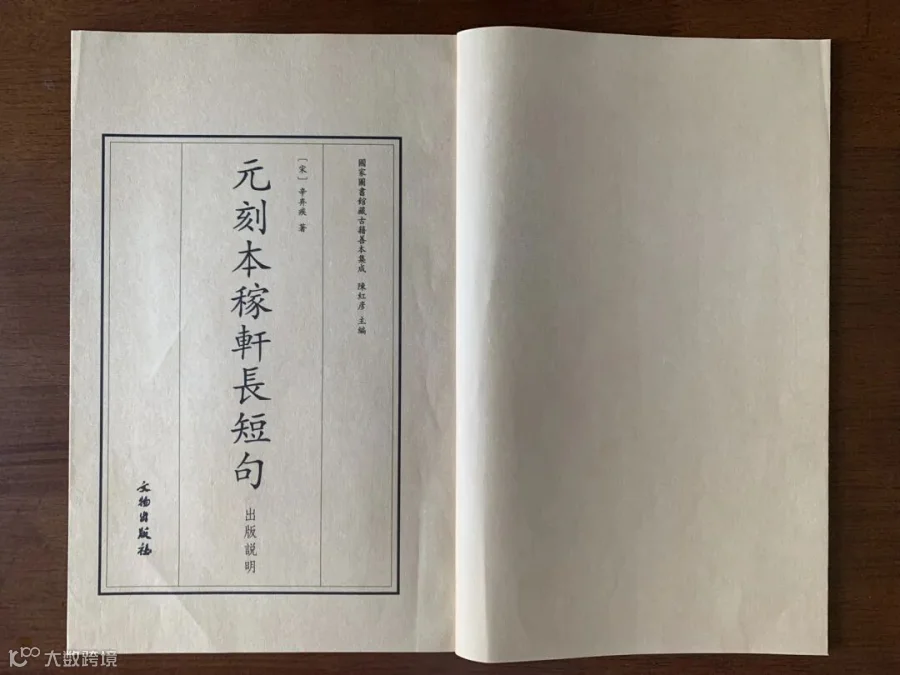 國家圖書館藏古籍善本集成 陳紅彦 主編
〔宋〕辛弃疾 著
元刻本稼軒長短句 出版説明
文物出版社
大数跨境